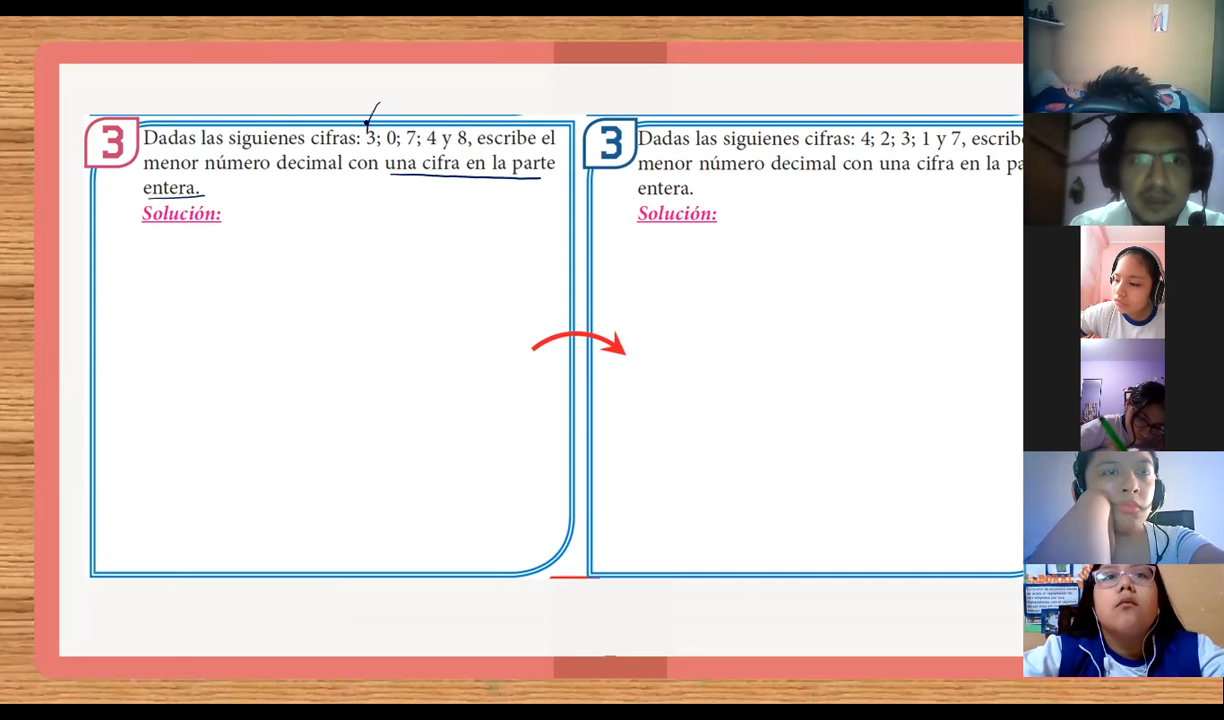 3
Dadas las siguienes cifras: 3; 0; 7; 4 y 8, escribe el
menor número decimal con una cifra en la parte
entera.
Solución:
3
Dadas las siguienes cifras: 4; 2; 3; 1 y 7, escrib
menor número decimal con una cifra en la pa
entera.
Solución: